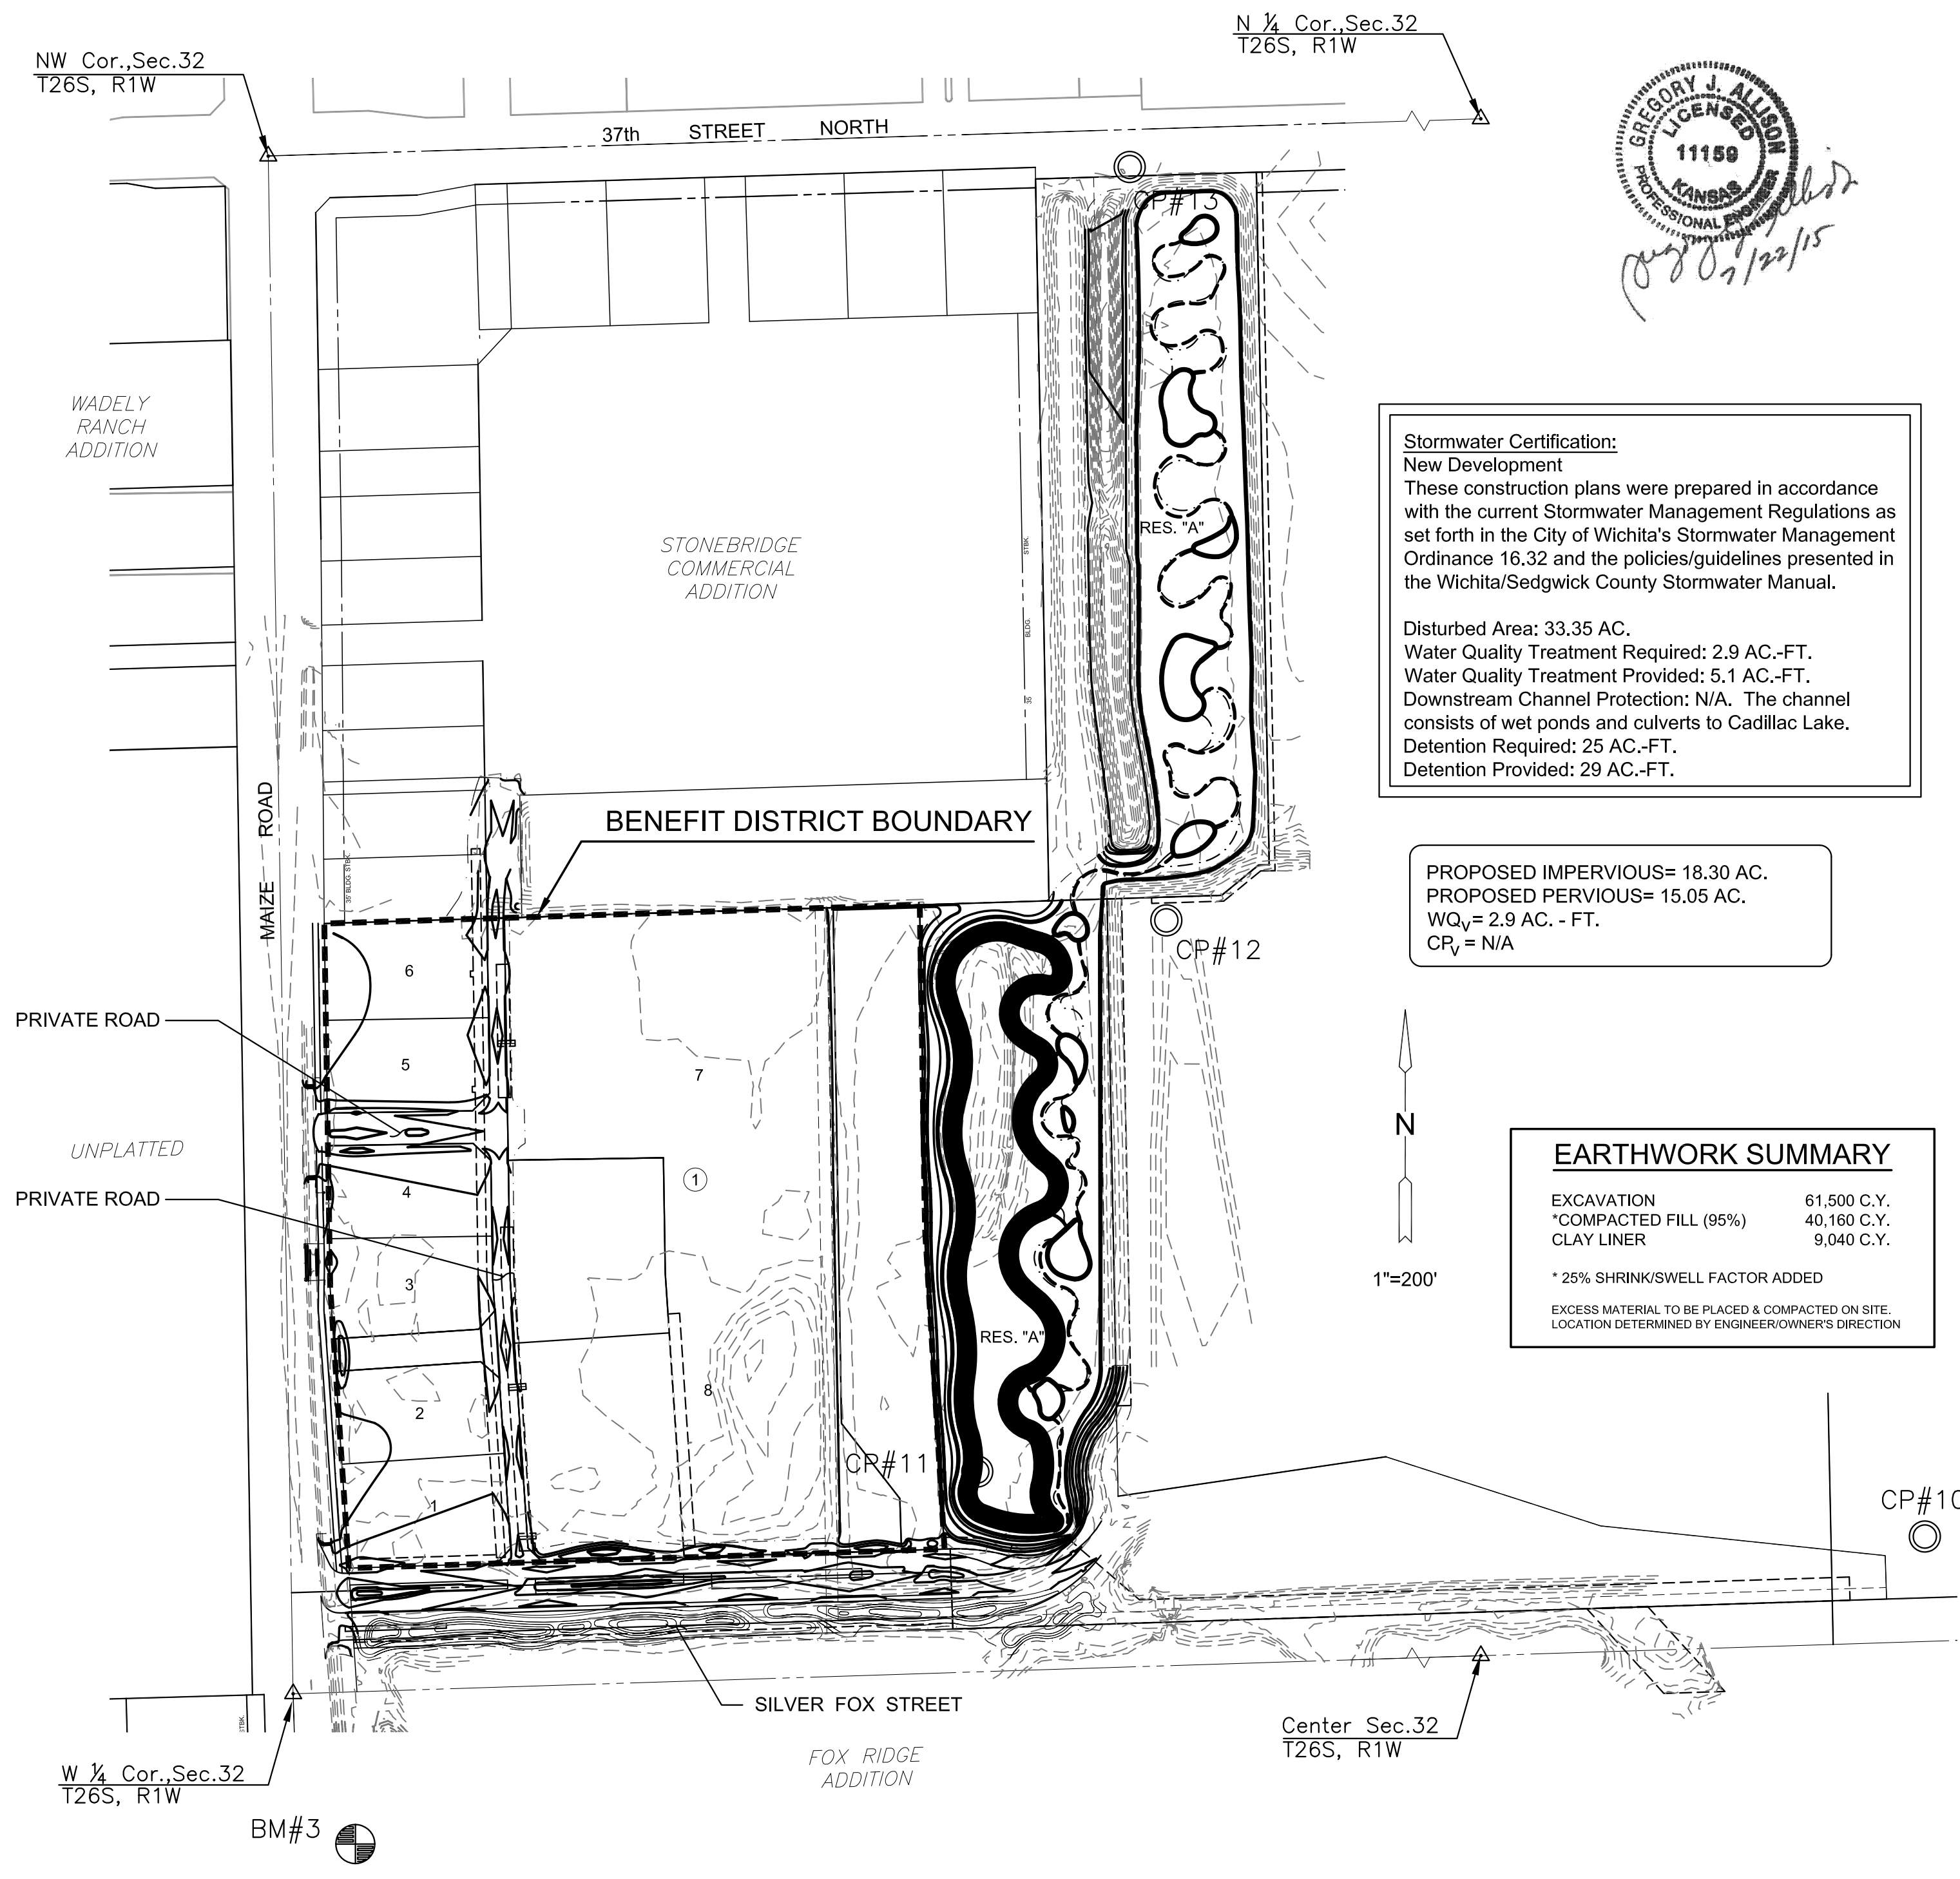 N ¼ Cor.,Sec.32
T26S, R1W
NW Cor.,Sec.32
T26S, R1W
GREGORY J. ALLISON
LICENSED
11159
KANSAS
PROFESSIONAL ENGINEER
7/22/15
37th STREET NORTH
CP#13
WADELY
RANCH
ADDITION
STONEBRIDGE
COMMERCIAL
ADDITION
RES. "A"
STBK.
BLDG.
35'
Stormwater Certification:
New Development
These construction plans were prepared in accordance
with the current Stormwater Management Regulations as
set forth in the City of Wichita's Stormwater Management
Ordinance 16.32 and the policies/guidelines presented in
the Wichita/Sedgwick County Stormwater Manual.
Disturbed Area: 33.35 AC.
Water Quality Treatment Required: 2.9 AC.-FT.
Water Quality Treatment Provided: 5.1 AC.-FT.
Downstream Channel Protection: N/A. The channel
consists of wet ponds and culverts to Cadillac Lake.
Detention Required: 25 AC.-FT.
Detention Provided: 29 AC.-FT.
MAIZE ROAD
BENEFIT DISTRICT BOUNDARY
35' BLDG. STBK.
PROPOSED IMPERVIOUS= 18.30 AC.
PROPOSED PERVIOUS= 15.05 AC.
WQV= 2.9 AC. - FT.
CPV = N/A
CP#12
6
PRIVATE ROAD
5
7
N
1"=200'
UNPLATTED
PRIVATE ROAD
4
1
3
EARTHWORK SUMMARY
EXCAVATION 61,500 C.Y.
*COMPACTED FILL (95%) 40,160 C.Y.
CLAY LINER 9,040 C.Y.
* 25% SHRINK/SWELL FACTOR ADDED
EXCESS MATERIAL TO BE PLACED & COMPACTED ON SITE.
LOCATION DETERMINED BY ENGINEER/OWNER'S DIRECTION
RES. "A"
8
2
CP#11
1
CP#10
SILVER FOX STREET
STBK.
FOX RIDGE
ADDITION
Center Sec.32
T26S, R1W
W ¼ Cor.,Sec.32
T26S, R1W
BM#3